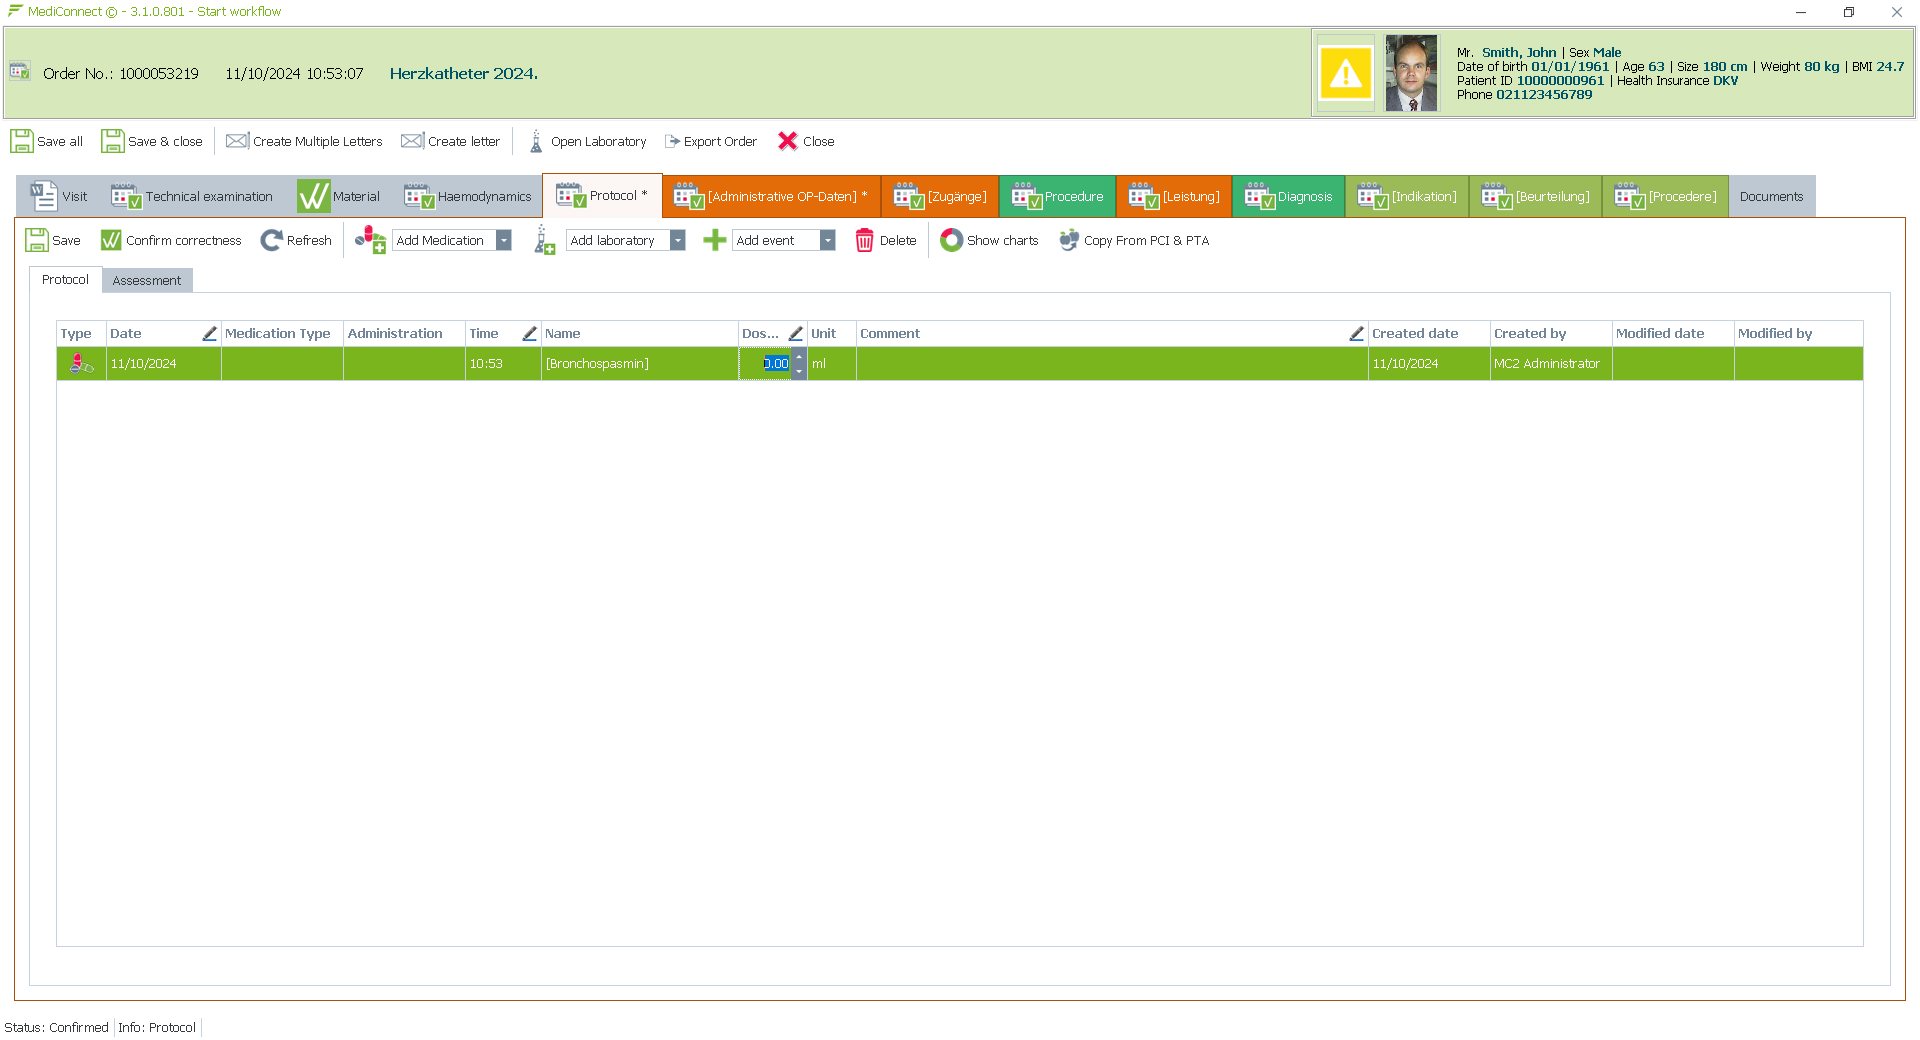 MediConnect © - 3.1.0.801 - Start workflow
Order No.: 1000053219 11/10/2024 10:53:07 Herzkatheter 2024.
Mr. Smith, John | Sex Male
Date of birth 01/01/1961 | Age 63 | Size 180 cm | Weight 80 kg | BMI 24.7
Patient ID 10000000961 | Health Insurance DKV
Phone 021123456789
Save all Save & close Create Multiple Letters Create letter Open Laboratory Export Order Close
Visit Technical examination Material Haemodynamics Protocol * [Administrative OP-Daten] * [Zugänge] Procedure [Leistung] Diagnosis [Indikation] [Beurteilung] [Procedere] Documents
Save Confirm correctness Refresh Add Medication Add laboratory Add event Delete Show charts Copy From PCI & PTA
Protocol Assessment
Type Date Medication Type Administration Time Name Dos... Unit Comment Created date Created by Modified date Modified by
11/10/2024 10:53 [Bronchospasmin] 0.00 ml 11/10/2024 MC2 Administrator
Status: Confirmed Info: Protocol